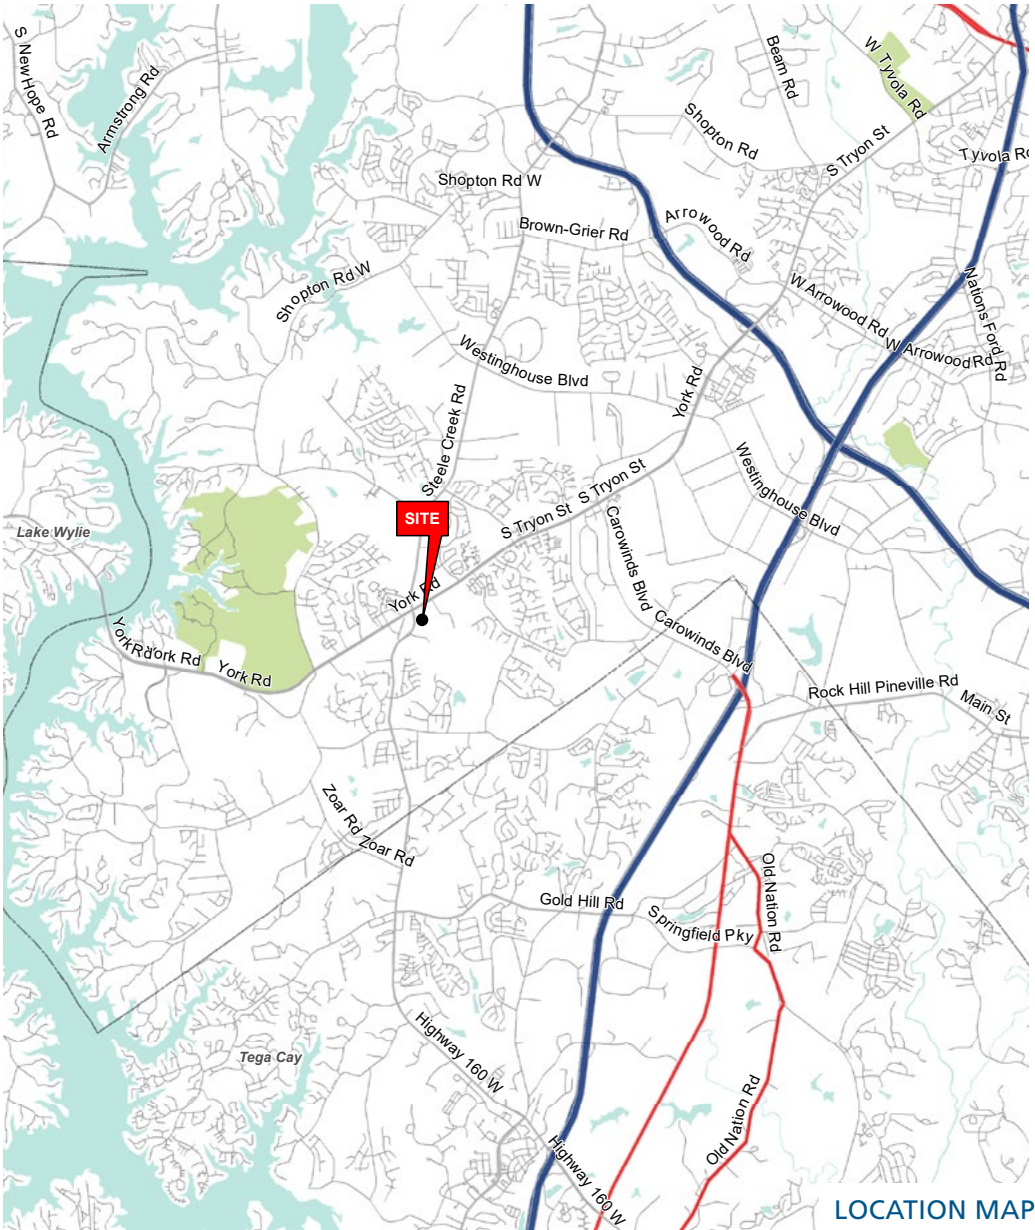 S NewHope Rd
Armstrong Rd
Beam Rd
W Tyvola Rd
Shopton Rd
S Tryon St
Tyvola Rd
Shopton Rd W
Brown-Grier Rd
Arrowood Rd
Shopton Rd W
W Arrowood Rd
W Arrowood Rd
Nations Ford Rd
Westinghouse Blvd
York Rd
Steele Creek Rd
Westinghouse Blvd
S Tryon St
S Tryon St
SITE
Lake Wylie
Carowinds Blvd
York Rd
Carowinds Blvd
York Rd
York Rd
York Rd
Rock Hill Pineville Rd
Main St
Zoar Rd
Zoar Rd
Old Nation Rd
Gold Hill Rd
Springfield Pky
Highway 160 W
Tega Cay
Old Nation Rd
Highway 160 W
LOCATION MAP